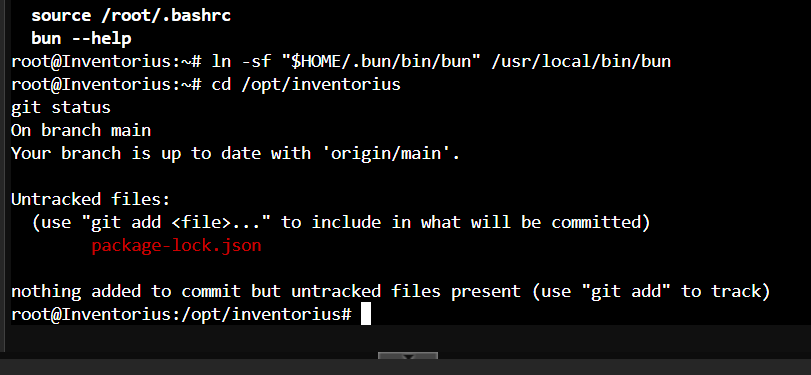 source /root/.bashrc
bun --help
root@Inventorius:~# ln -sf "$HOME/.bun/bin/bun" /usr/local/bin/bun
root@Inventorius:~# cd /opt/inventorius
git status
On branch main
Your branch is up to date with 'origin/main'.
Untracked files:
(use "git add <file>..." to include in what will be committed)
package-lock.json
nothing added to commit but untracked files present (use "git add" to track)
root@Inventorius:/opt/inventorius#